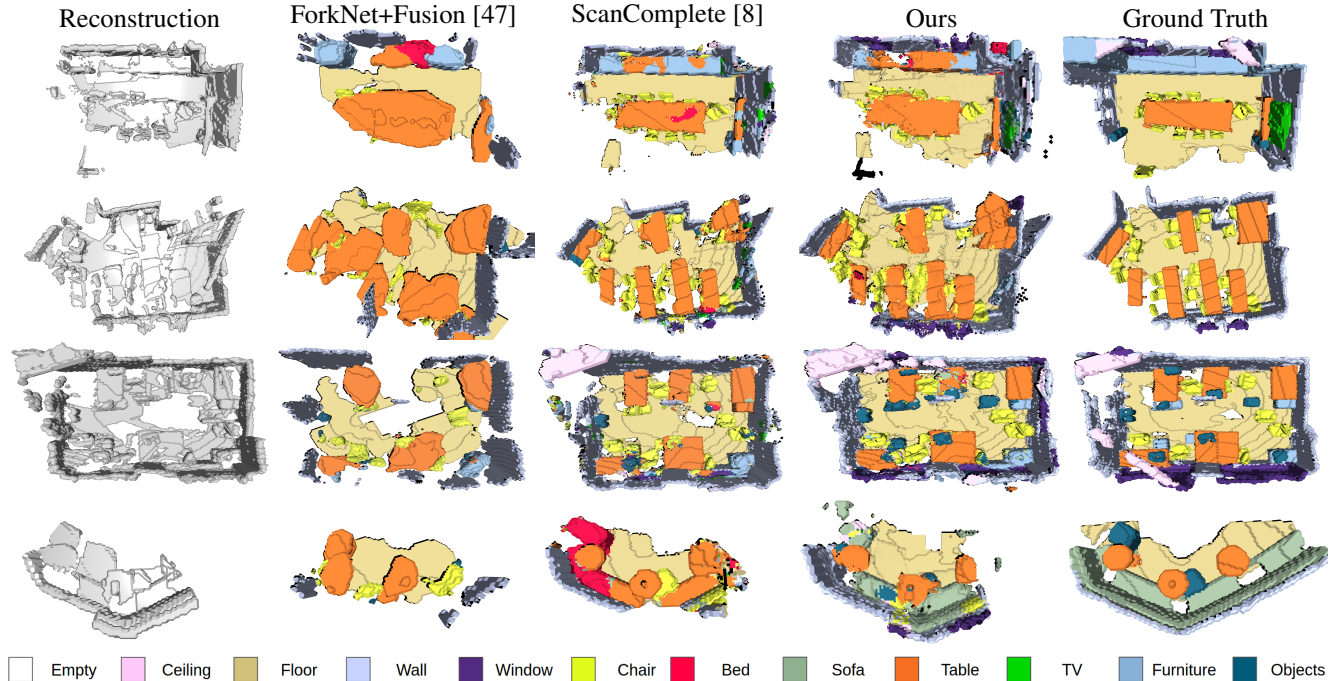 Reconstruction ForkNet+Fusion [47] ScanComplete [8] Ours Ground Truth
Empty Ceiling Floor Wall Window Chair Bed Sofa Table TV Furniture Objects